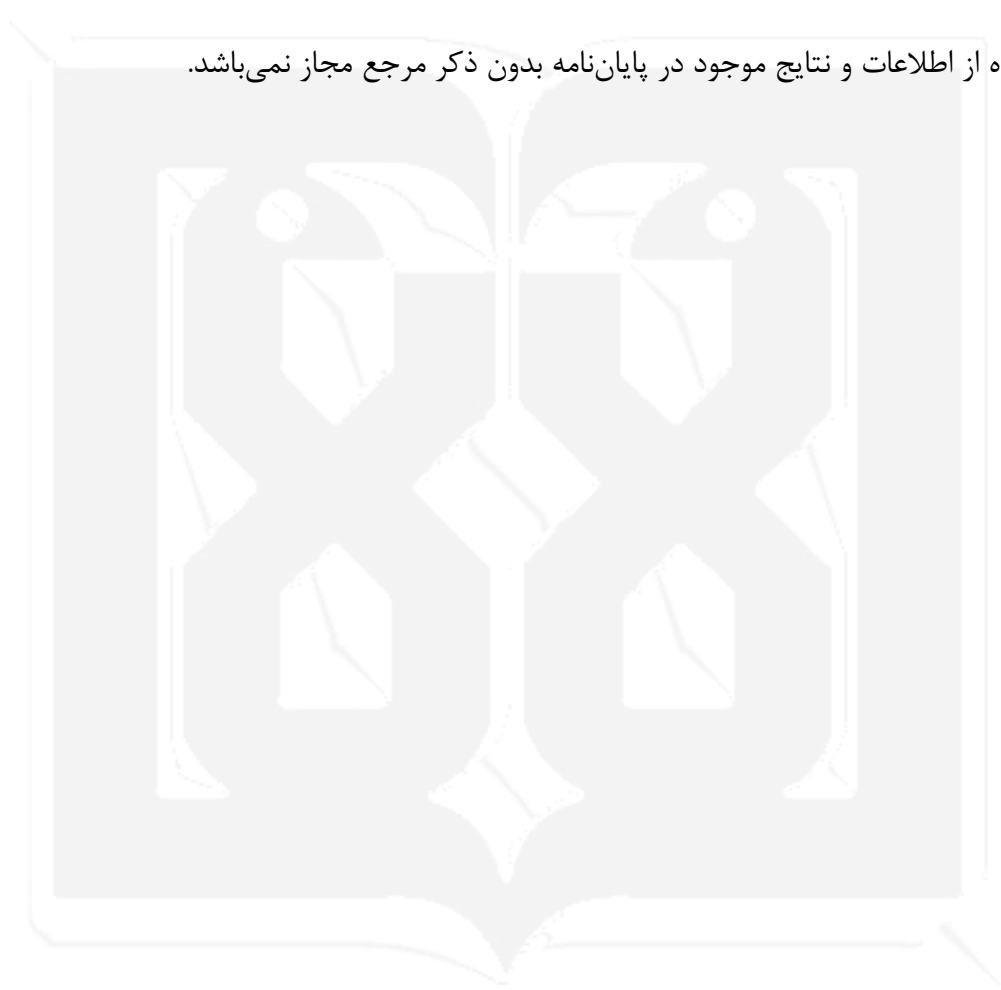 ه از اطلاعات و نتایج موجود در پایان‌نامه بدون ذکر مرجع مجاز نمی‌باشد.